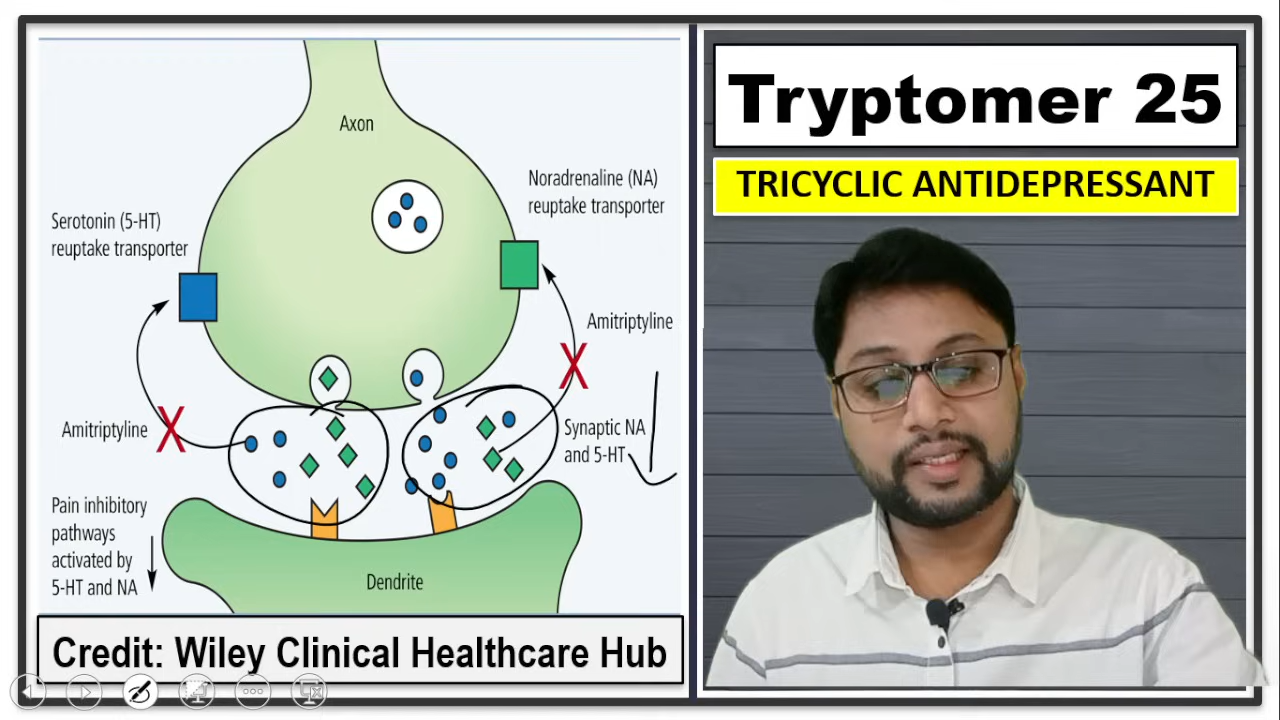 Axon
Noradrenaline (NA)
reuptake transporter
Serotonin (5-HT)
reuptake transporter
Amitriptyline
Amitriptyline
Synaptic NA
and 5-HT
Pain inhibitory
pathways
activated by
5-HT and NA
Dendrite
Credit: Wiley Clinical Healthcare Hub
Tryptomer 25
TRICYCLIC ANTIDEPRESSANT